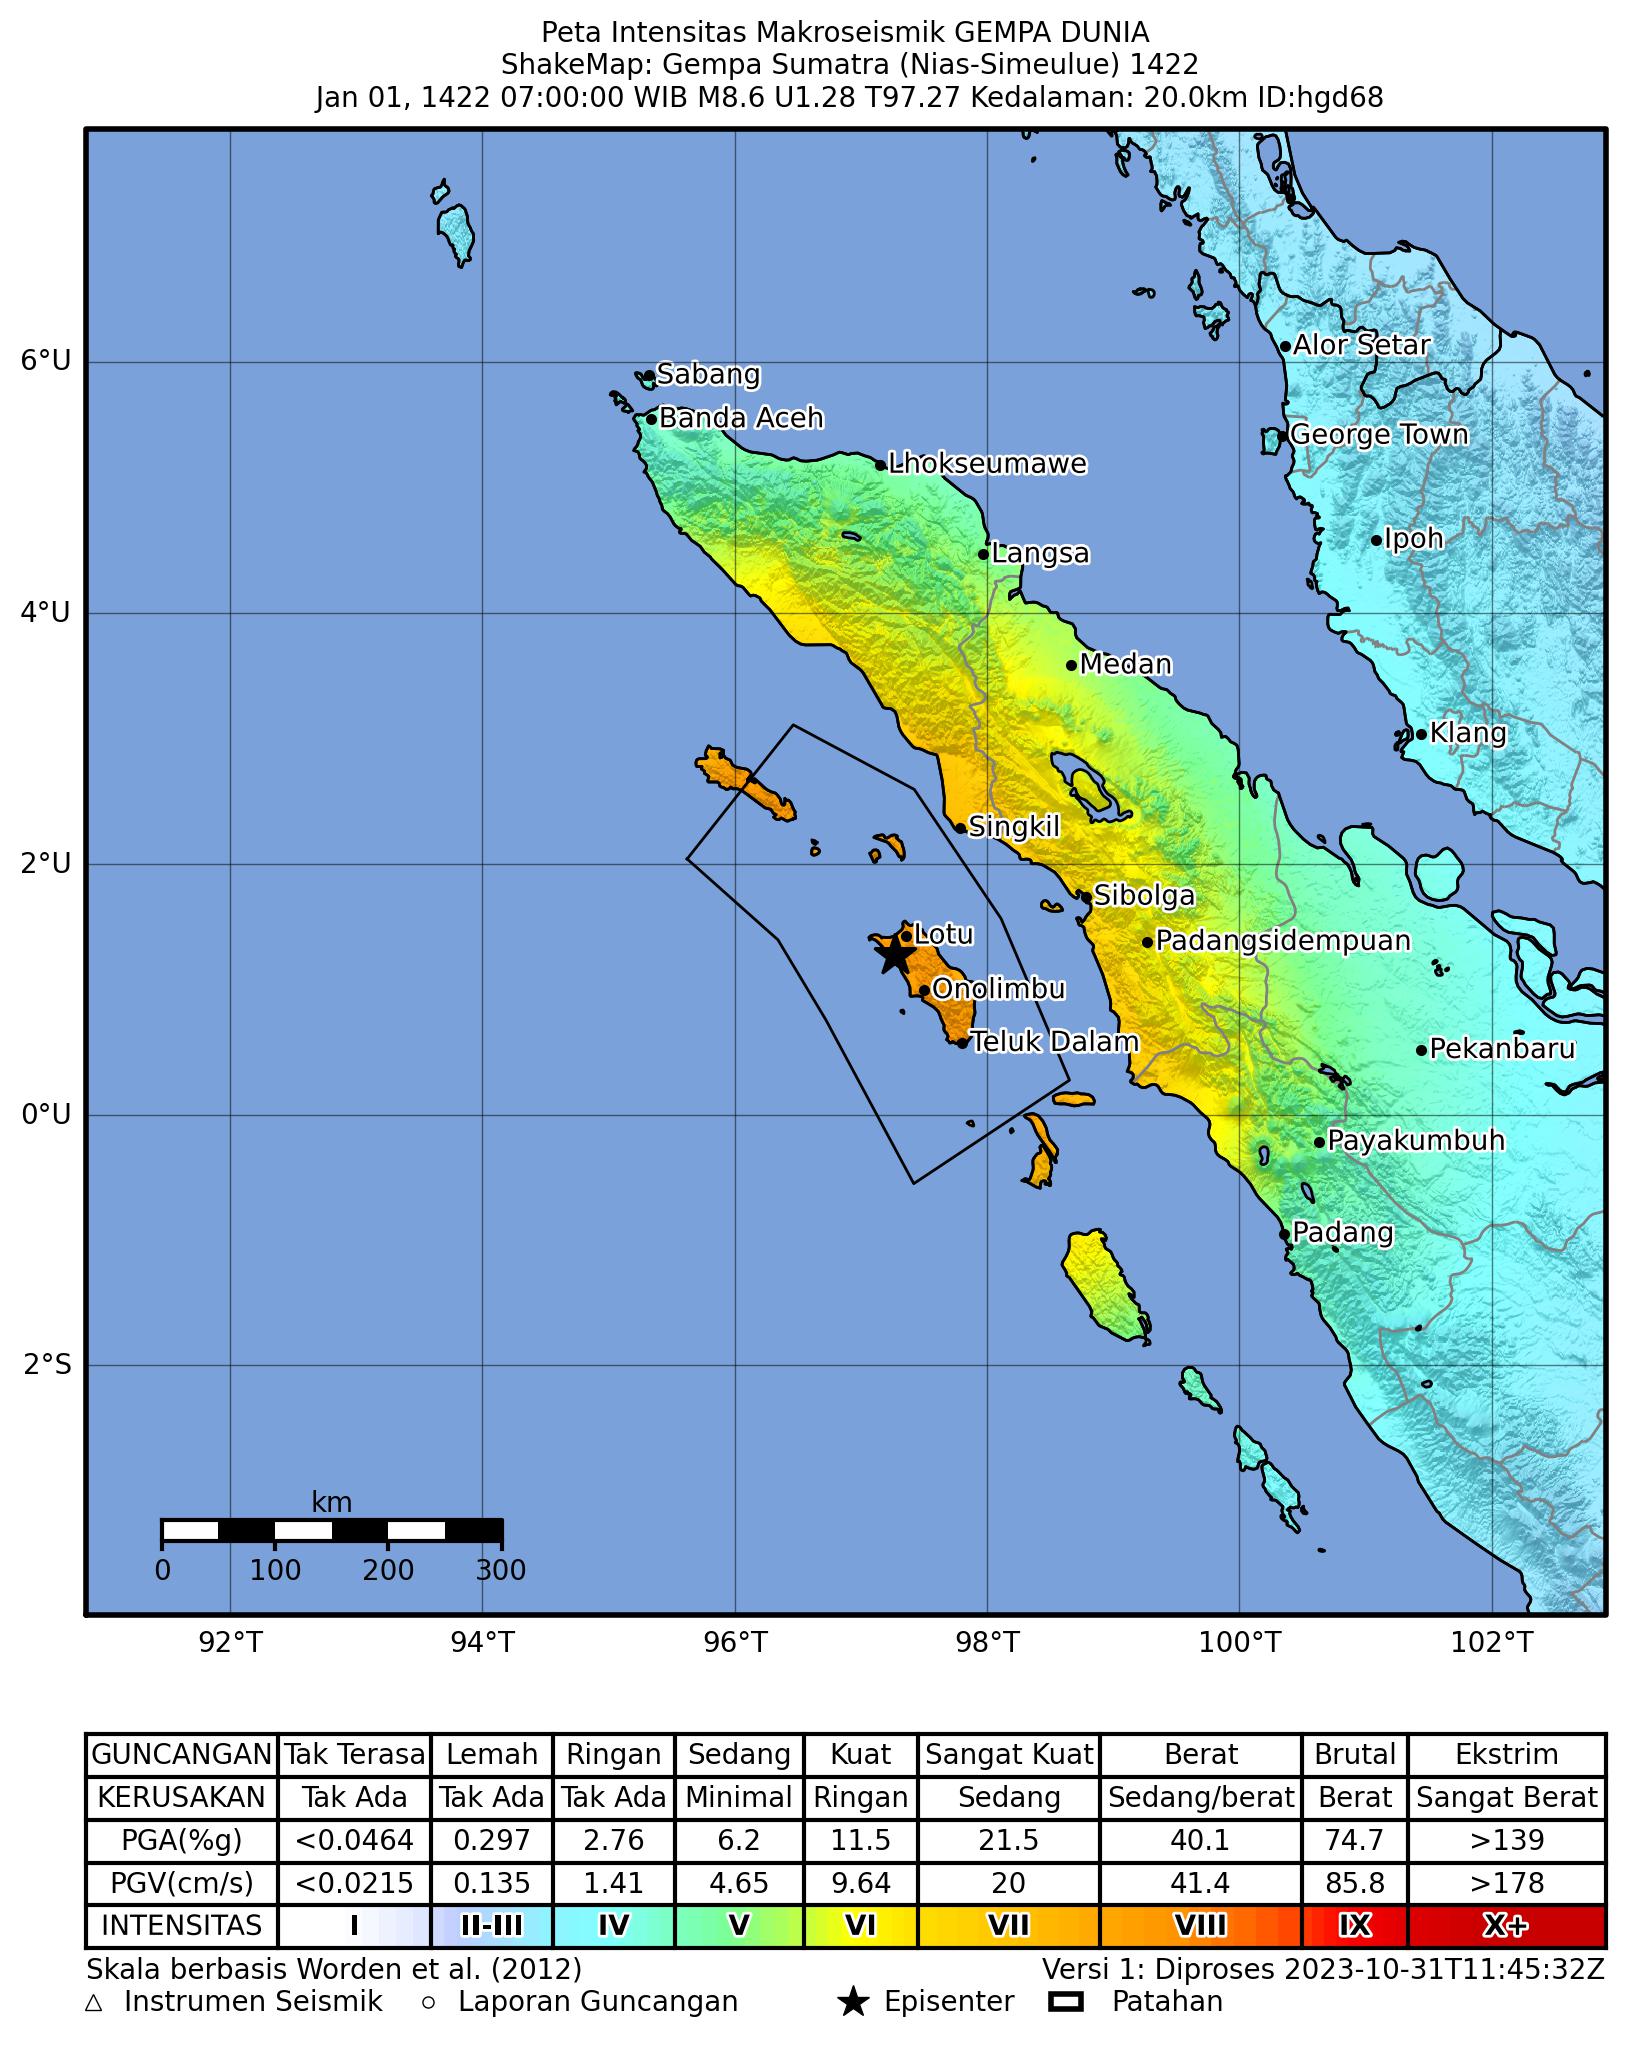 Peta Intensitas Makroseismik GEMPA DUNIA
ShakeMap: Gempa Sumatra (Nias-Simeulue) 1422
Jan 01, 1422 07:00:00 WIB M8.6 U1.28 T97.27 Kedalaman: 20.0km ID:hgd68
6°U
Alor Setar
Sabang
Banda Aceh
George Town
Lhokseumawe
Ipoh
Langsa
4°U
Medan
Klang
Singkil
2°U
Sibolga
Lotu
Padangsidempuan
Onolimbu
Teluk Dalam
Pekanbaru
0°U
Payakumbuh
Padang
2°S
km
0 100 200 300
92°T 94°T 96°T 98°T 100°T 102°T
GUNCANGAN Tak Terasa Lemah Ringan Sedang Kuat Sangat Kuat Berat Brutal Ekstrim
KERUSAKAN Tak Ada Tak Ada Tak Ada Minimal Ringan Sedang Sedang/berat Berat Sangat Berat
PGA(%g) <0.0464 0.297 2.76 6.2 11.5 21.5 40.1 74.7 >139
PGV(cm/s) <0.0215 0.135 1.41 4.65 9.64 20 41.4 85.8 >178
INTENSITAS I II-III IV V VI VII VIII IX X+
Skala berbasis Worden et al. (2012) Versi 1: Diproses 2023-10-31T11:45:32Z
Instrumen Seismik Laporan Guncangan Episenter Patahan